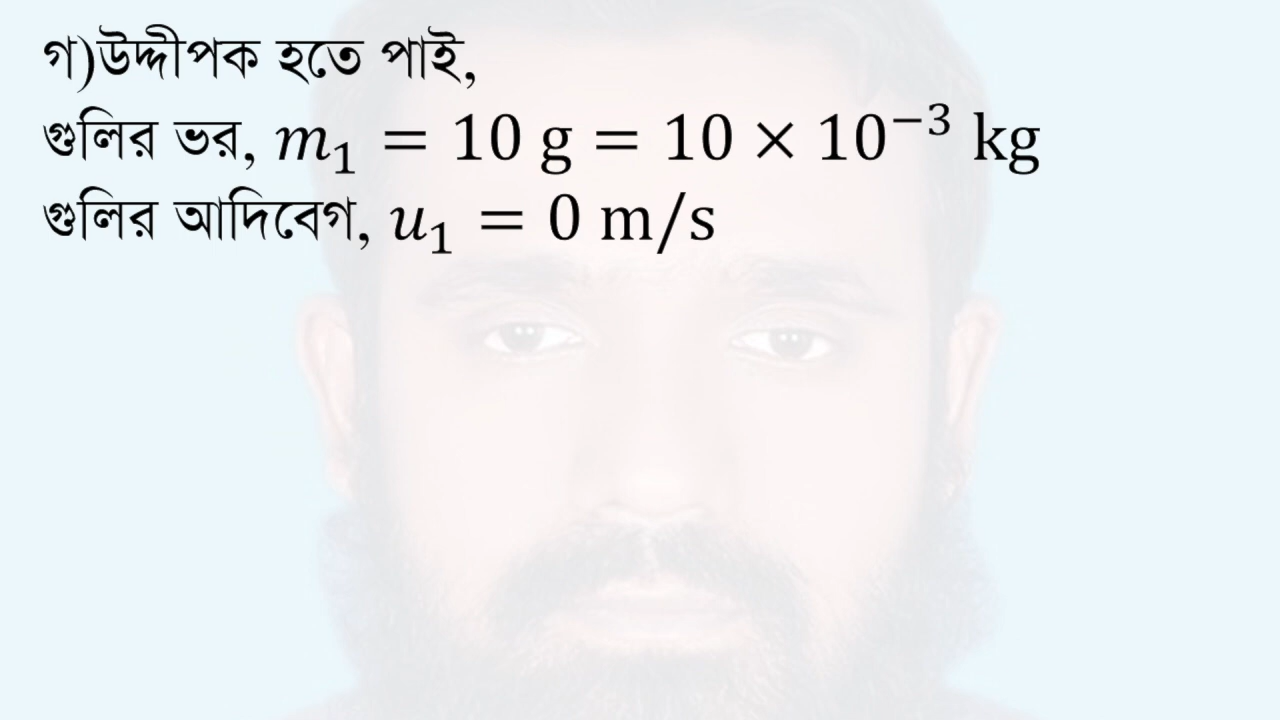 গ)উদ্দীপক হতে পাই,
গুলির ভর, m₁ = 10 g = 10 × 10⁻³ kg
গুলির আদিবেগ, u₁ = 0 m/s